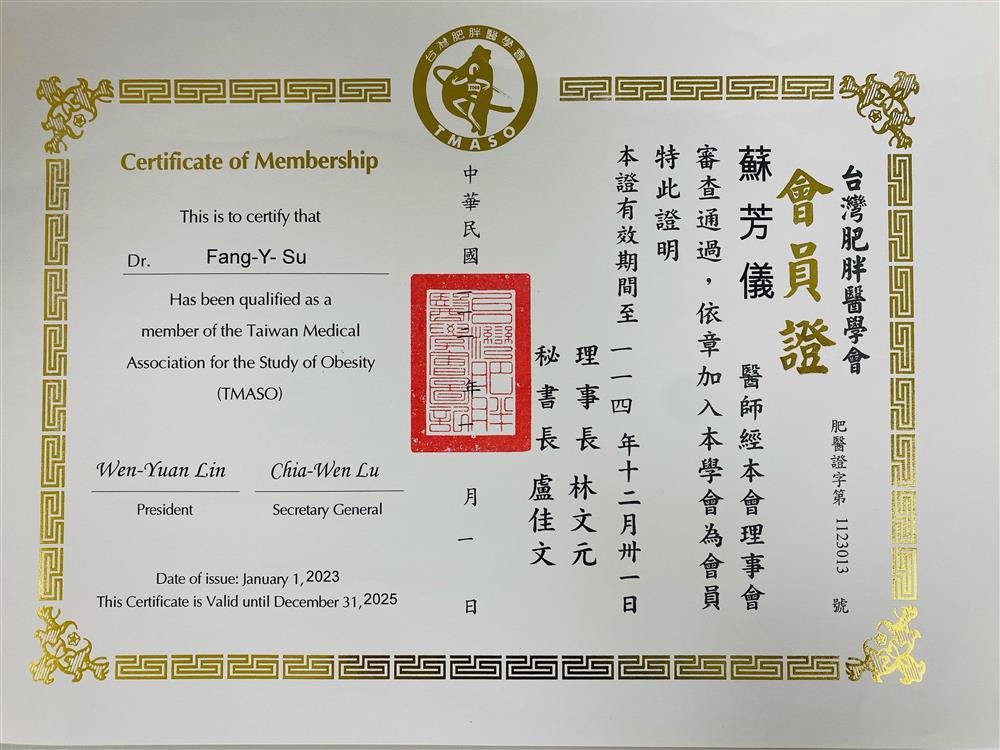 台灣肥胖醫學會
TMASO
Certificate of Membership
This is to certify that
Dr. Fang-Y- Su
Has been qualified as a
member of the Taiwan Medical
Association for the Study of Obesity
(TMASO)
Wen-Yuan Lin
President
Chia-Wen Lu
Secretary General
Date of issue: January 1, 2023
This Certificate is Valid until December 31, 2025
台灣肥胖醫學會
會員證
肥醫證字第 1123013 號
蘇芳儀 醫師經本會理事會
審查通過，依章加入本學會為會員
特此證明
本證有效期間至 一一四 年十二月卅一日
理事長 林文元
秘書長 盧佳文
中華民國 一一二 年 一 月 一 日